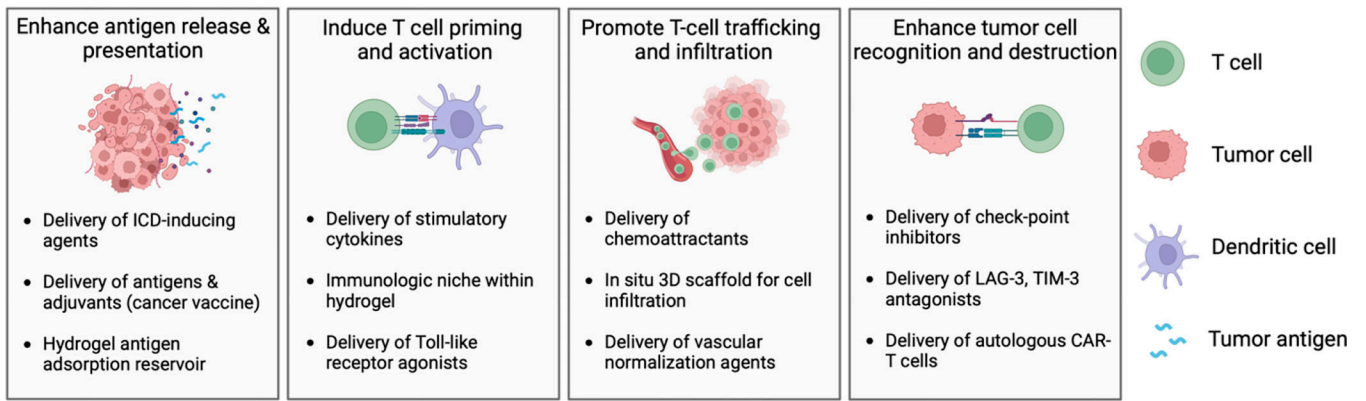 Enhance antigen release &
presentation
• Delivery of ICD-inducing
agents
• Delivery of antigens &
adjuvants (cancer vaccine)
• Hydrogel antigen
adsorption reservoir
Induce T cell priming
and activation
• Delivery of stimulatory
cytokines
• Immunologic niche within
hydrogel
• Delivery of Toll-like
receptor agonists
Promote T-cell trafficking
and infiltration
• Delivery of
chemoattractants
• In situ 3D scaffold for cell
infiltration
• Delivery of vascular
normalization agents
Enhance tumor cell
recognition and destruction
• Delivery of check-point
inhibitors
• Delivery of LAG-3, TIM-3
antagonists
• Delivery of autologous CAR-
T cells
T cell
Tumor cell
Dendritic cell
Tumor antigen